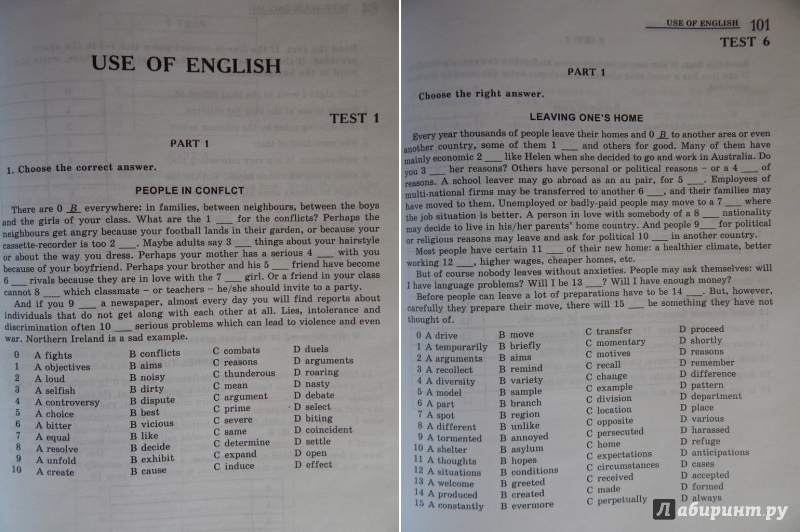 USE OF ENGLISH
TEST 1
PART 1
1. Choose the correct answer.
PEOPLE IN CONFLCT
There are 0 B everywhere: in families, between neighbours, between the boys
and the girls of your class. What are the 1 ___ for the conflicts? Perhaps the
neighbours get angry because your football lands in their garden, or because your
cassette-recorder is too 2 ___. Maybe adults say 3 ___ things about your hairstyle
or about the way you dress. Perhaps your mother has a serious 4 ___ with you
because of your boyfriend. Perhaps your brother and his 5 ___ friend have become
6 ___ rivals because they are in love with the 7 ___ girl. Or a friend in your class
cannot 8 ___ which classmate – or teachers – he/she should invite to a party.
And if you 9 ___ a newspaper, almost every day you will find reports about
individuals that do not get along with each other at all. Lies, intolerance and
discrimination often 10 ___ serious problems which can lead to violence and even
war. Northern Ireland is a sad example.
0 A fights B conflicts C combats D duels
1 A objectives B aims C reasons D arguments
2 A loud B noisy C thunderous D roaring
3 A selfish B dirty C mean D nasty
4 A controversy B dispute C argument D debate
5 A choice B best C prime D select
6 A bitter B vicious C severe D biting
7 A equal B like C same D coincident
8 A resolve B decide C determine D settle
9 A unfold B exhibit C expand D open
10 A create B cause C induce D effect
USE OF ENGLISH 101
TEST 6
PART 1
Choose the right answer.
LEAVING ONE'S HOME
Every year thousands of people leave their homes and 0 B to another area or even
another country, some of them 1 ___ and others for good. Many of them have
mainly economic 2 ___ like Helen when she decided to go and work in Australia. Do
you 3 ___ her reasons? Others have personal or political reasons – or a 4 ___ of
reasons. A school leaver may go abroad as an au pair, for 5 ___. Employees of
multi-national firms may be transferred to another 6 ___, and their families may
have moved to them. Unemployed or badly-paid people may move to a 7 ___ where
the job situation is better. A person in love with somebody of a 8 ___ nationality
may decide to live in his/her parents' home country. And people 9 ___ for political
or religious reasons may leave and ask for political 10 ___ in another country.
Most people have certain 11 ___ of their new home: a healthier climate, better
working 12 ___, higher wages, cheaper homes, etc.
But of course nobody leaves without anxieties. People may ask themselves: will
I have language problems? Will I be 13 ___? Will I have enough money?
Before people can leave a lot of preparations have to be 14 ___. But, however,
carefully they prepare their move, there will 15 ___ be something they have not
thought of.
0 A drive B move C transfer D proceed
1 A temporarily B briefly C momentary D shortly
2 A arguments B aims C motives D reasons
3 A recollect B remind C recall D remember
4 A diversity B variety C change D difference
5 A model B sample C example D pattern
6 A part B branch C division D department
7 A spot B region C location D place
8 A different B unlike C opposite D various
9 A tormented B annoyed C persecuted D harassed
10 A shelter B asylum C home D refuge
11 A thoughts B hopes C expectations D anticipations
12 A situations B conditions C circumstances D cases
13 A welcome B greeted C received D accepted
14 A produced B created C made D formed
15 A constantly B evermore C perpetually D always
Лабиринт.ру